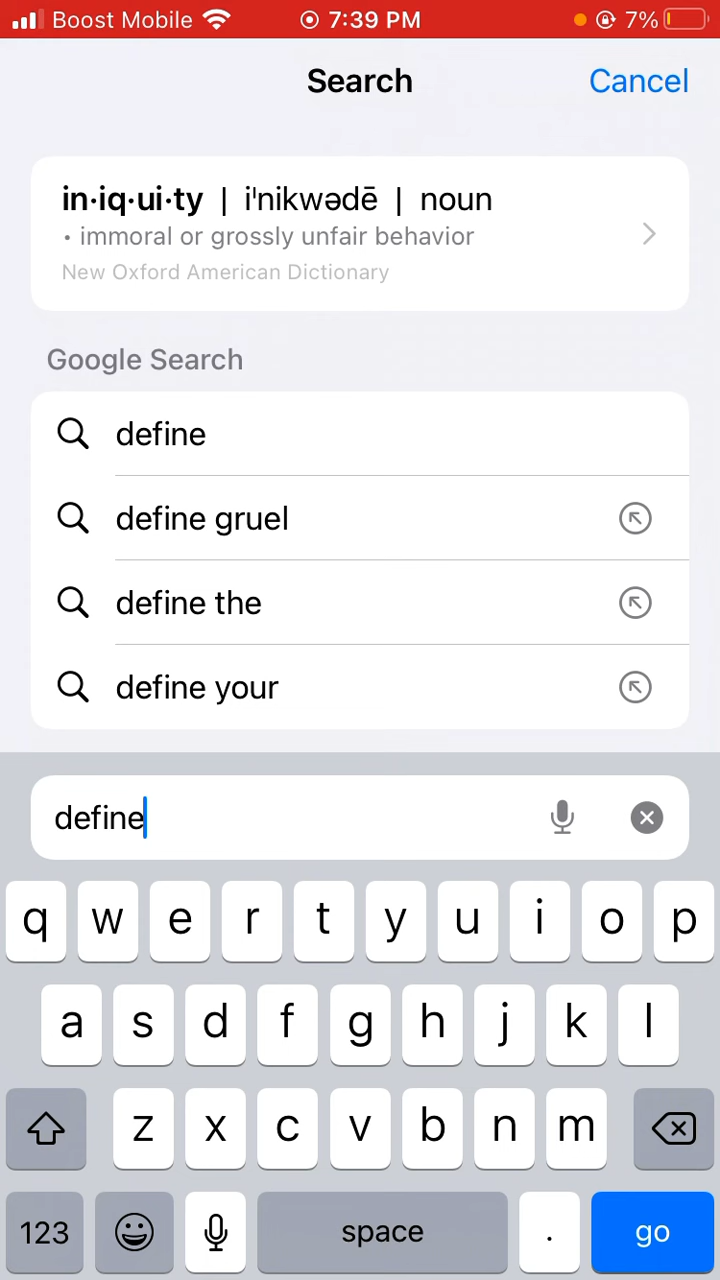 Boost Mobile 7:39 PM 7%
Search Cancel
in·iq·ui·ty | iˈnikwədē | noun
• immoral or grossly unfair behavior
New Oxford American Dictionary
Google Search
define
define gruel
define the
define your
define
q w e r t y u i o p
a s d f g h j k l
z x c v b n m
123 space . go